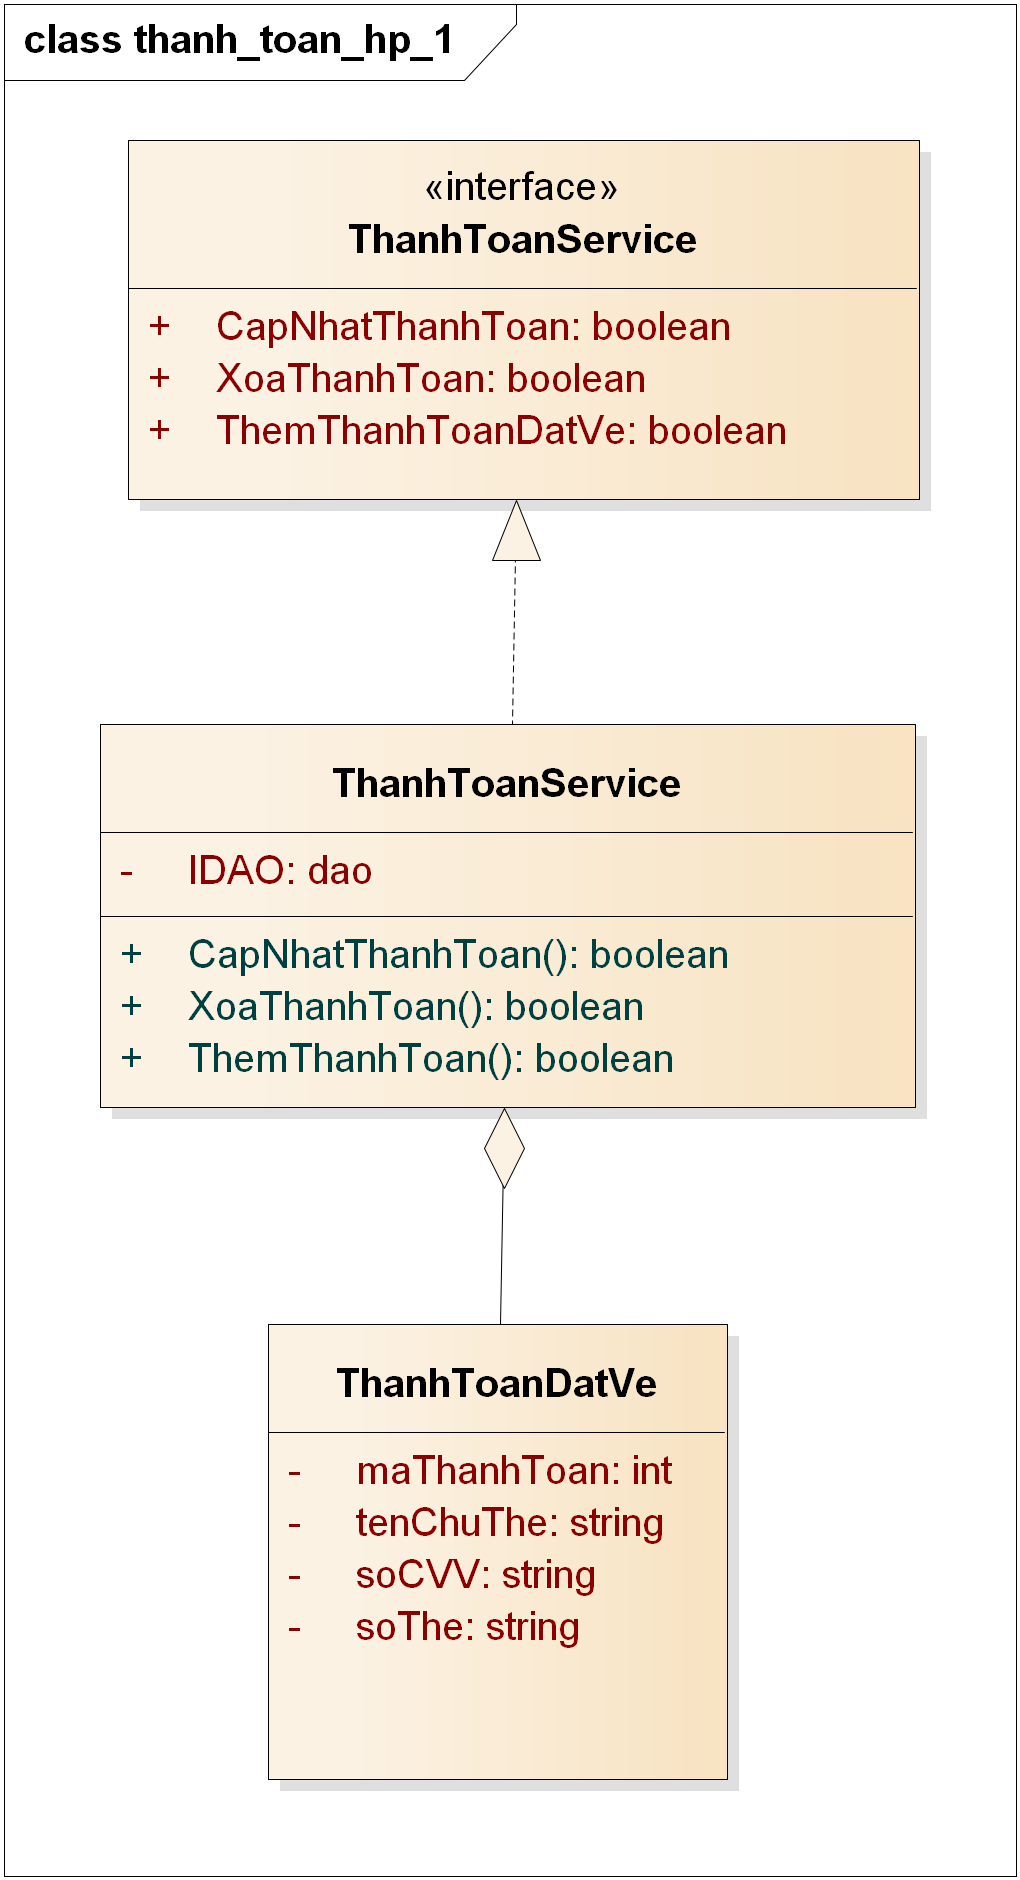 class thanh_toan_hp_1
«interface»
ThanhToanService
+ CapNhatThanhToan: boolean
+ XoaThanhToan: boolean
+ ThemThanhToanDatVe: boolean
ThanhToanService
- IDAO: dao
+ CapNhatThanhToan(): boolean
+ XoaThanhToan(): boolean
+ ThemThanhToan(): boolean
ThanhToanDatVe
- maThanhToan: int
- tenChuThe: string
- soCVV: string
- soThe: string